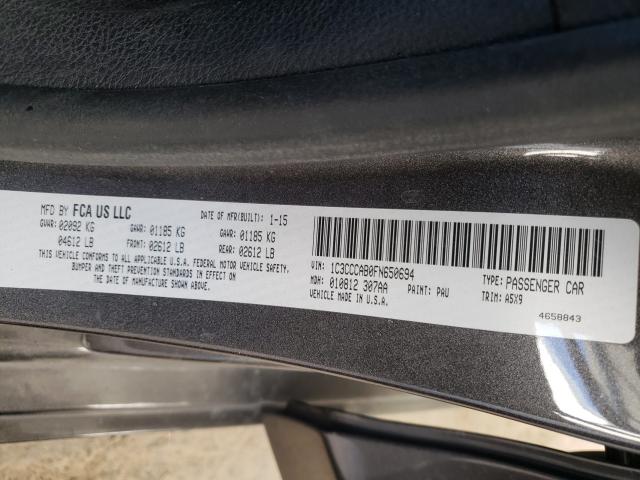 MFD BY FCA US LLC DATE OF MFR(BUILT): 1-15
GVWR: 02092 KG GAWR: 01185 KG GAWR: 01185 KG
04612 LB FRONT: 02612 LB REAR: 02612 LB
THIS VEHICLE CONFORMS TO ALL APPLICABLE U.S.A. FEDERAL MOTOR VEHICLE SAFETY,
BUMPER AND THEFT PREVENTION STANDARDS IN EFFECT ON
THE DATE OF MANUFACTURE SHOWN ABOVE.
VIN: 1C3CCCAB0FN650694 TYPE: PASSENGER CAR
MDH: 010812 307AA PAINT: PAU TRIM: A5X9
VEHICLE MADE IN U.S.A.
4658843